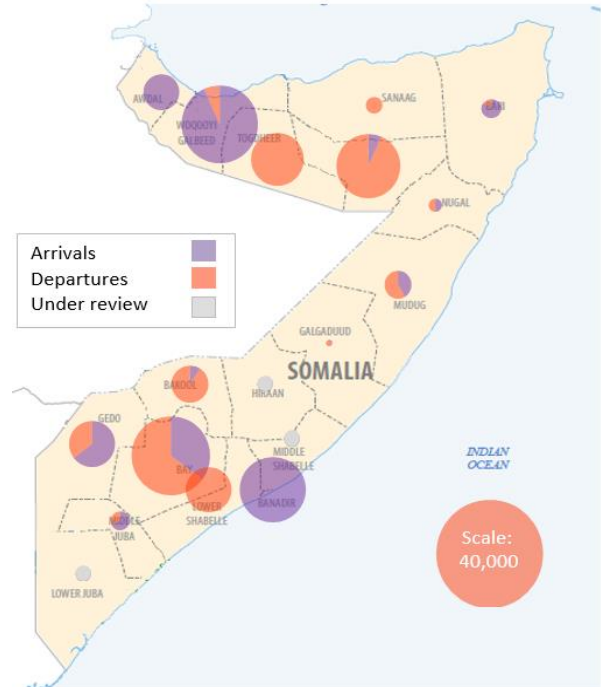 AWDAL
WOQOOYI
GALBEED
TOGDHEER
SANAAG
BARI
NUGAL
MUDUG
Arrivals
Departures
Under review
GALGADUUD
SOMALIA
BAKOOL
HIRAAN
GEDO
MIDDLE
SHABELLE
BAY
INDIAN
OCEAN
LOWER
SHABELLE
BANADIR
MIDDLE
JUBA
Scale:
40,000
LOWER JUBA